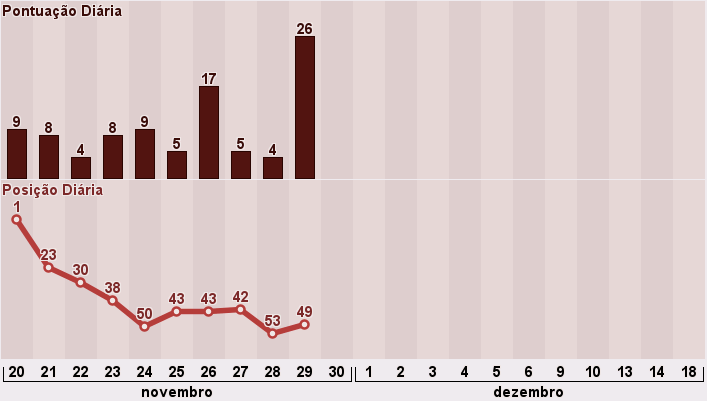 Pontuação Diária
9 8 4 8 9 5 17 5 4 26
Posição Diária
1 23 30 38 50 43 43 42 53 49
20 21 22 23 24 25 26 27 28 29 30 1 2 3 4 5 6 9 10 13 14 18
novembro dezembro